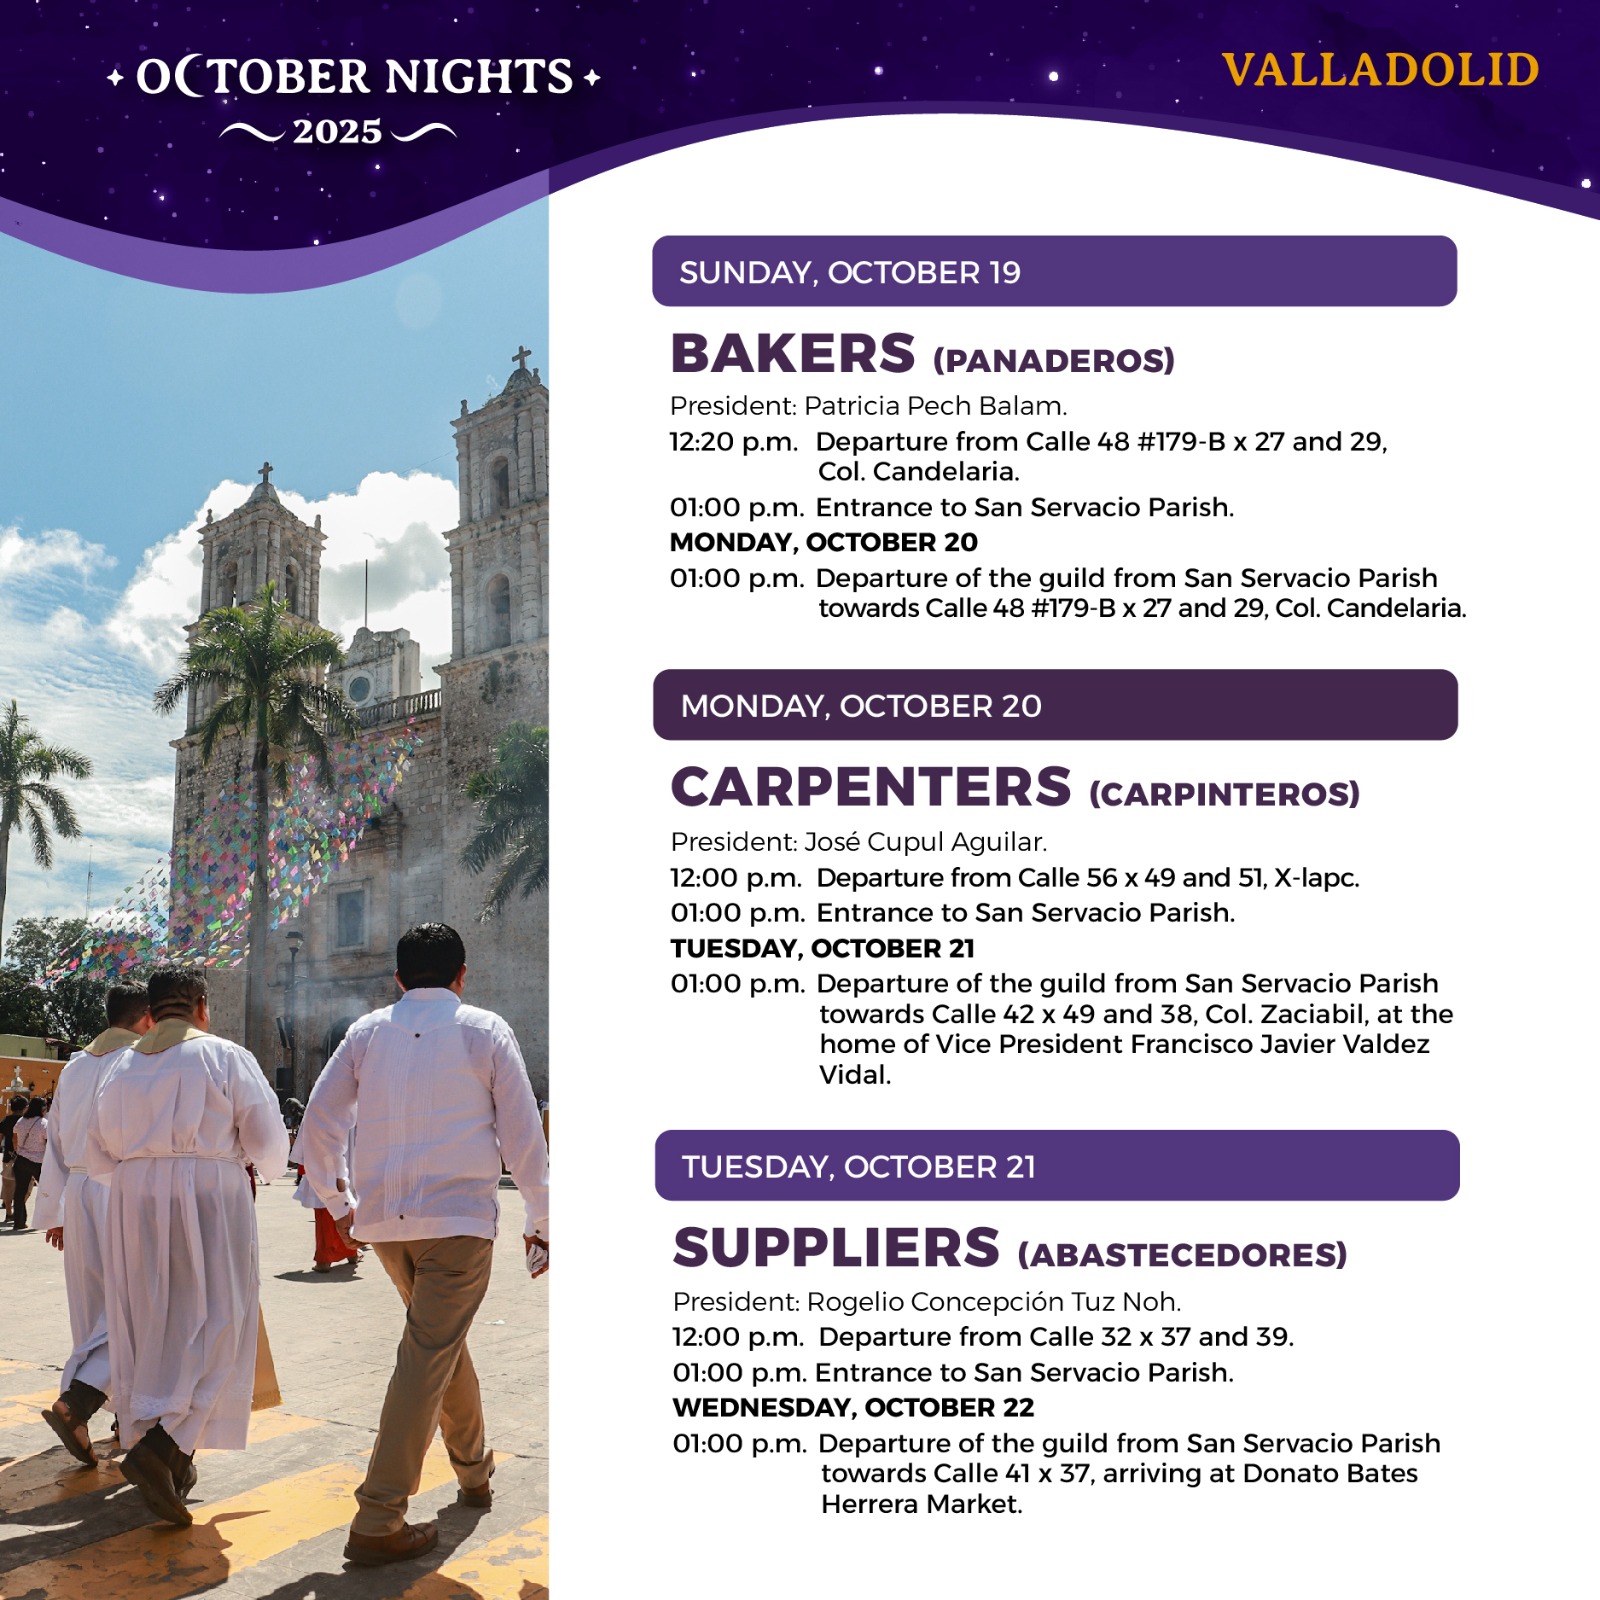 OCTOBER NIGHTS
2025
VALLADOLID
SUNDAY, OCTOBER 19
BAKERS (PANADEROS)
President: Patricia Pech Balam.
12:20 p.m. Departure from Calle 48 #179-B x 27 and 29,
Col. Candelaria.
01:00 p.m. Entrance to San Servacio Parish.
MONDAY, OCTOBER 20
01:00 p.m. Departure of the guild from San Servacio Parish
towards Calle 48 #179-B x 27 and 29, Col. Candelaria.
MONDAY, OCTOBER 20
CARPENTERS (CARPINTEROS)
President: José Cupul Aguilar.
12:00 p.m. Departure from Calle 56 x 49 and 51, X-lapc.
01:00 p.m. Entrance to San Servacio Parish.
TUESDAY, OCTOBER 21
01:00 p.m. Departure of the guild from San Servacio Parish
towards Calle 42 x 49 and 38, Col. Zaciabil, at the
home of Vice President Francisco Javier Valdez
Vidal.
TUESDAY, OCTOBER 21
SUPPLIERS (ABASTECEDORES)
President: Rogelio Concepción Tuz Noh.
12:00 p.m. Departure from Calle 32 x 37 and 39.
01:00 p.m. Entrance to San Servacio Parish.
WEDNESDAY, OCTOBER 22
01:00 p.m. Departure of the guild from San Servacio Parish
towards Calle 41 x 37, arriving at Donato Bates
Herrera Market.